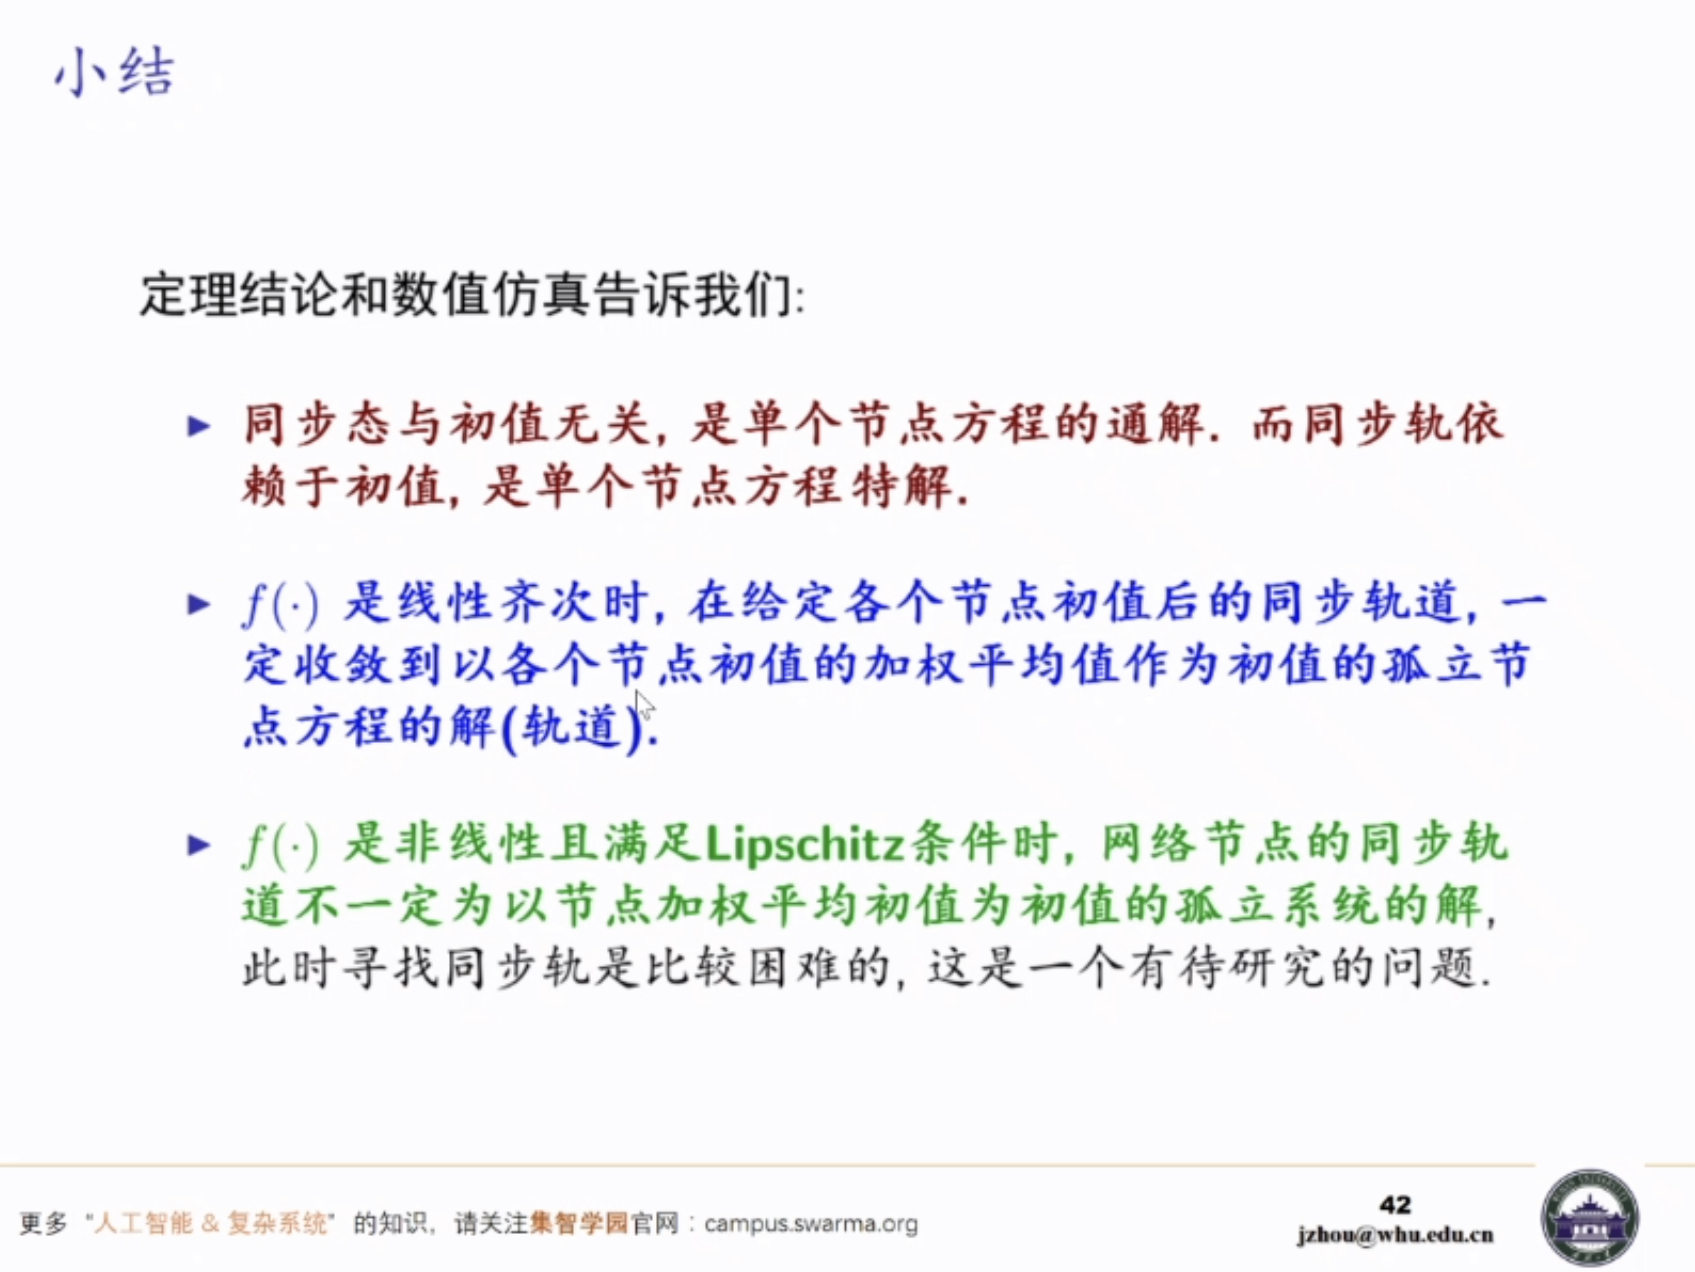 小结
定理结论和数值仿真告诉我们:
▶ 同步态与初值无关, 是单个节点方程的通解. 而同步轨依
赖于初值, 是单个节点方程特解.
▶ f(·) 是线性齐次时, 在给定各个节点初值后的同步轨道, 一
定收敛到以各个节点初值的加权平均值作为初值的孤立节
点方程的解(轨道).
▶ f(·) 是非线性且满足Lipschitz条件时, 网络节点的同步轨
道不一定为以节点加权平均初值为初值的孤立系统的解,
此时寻找同步轨是比较困难的, 这是一个有待研究的问题.
更多 "人工智能 & 复杂系统" 的知识, 请关注集智学园官网：campus.swarma.org
42
jzhou@whu.edu.cn